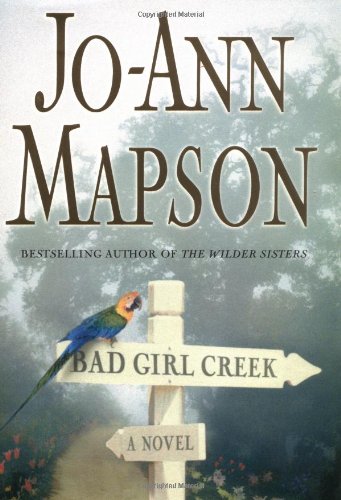 JO-ANN
MAPSON
BESTSELLING AUTHOR OF THE WILDER SISTERS
BAD GIRL CREEK
A NOVEL